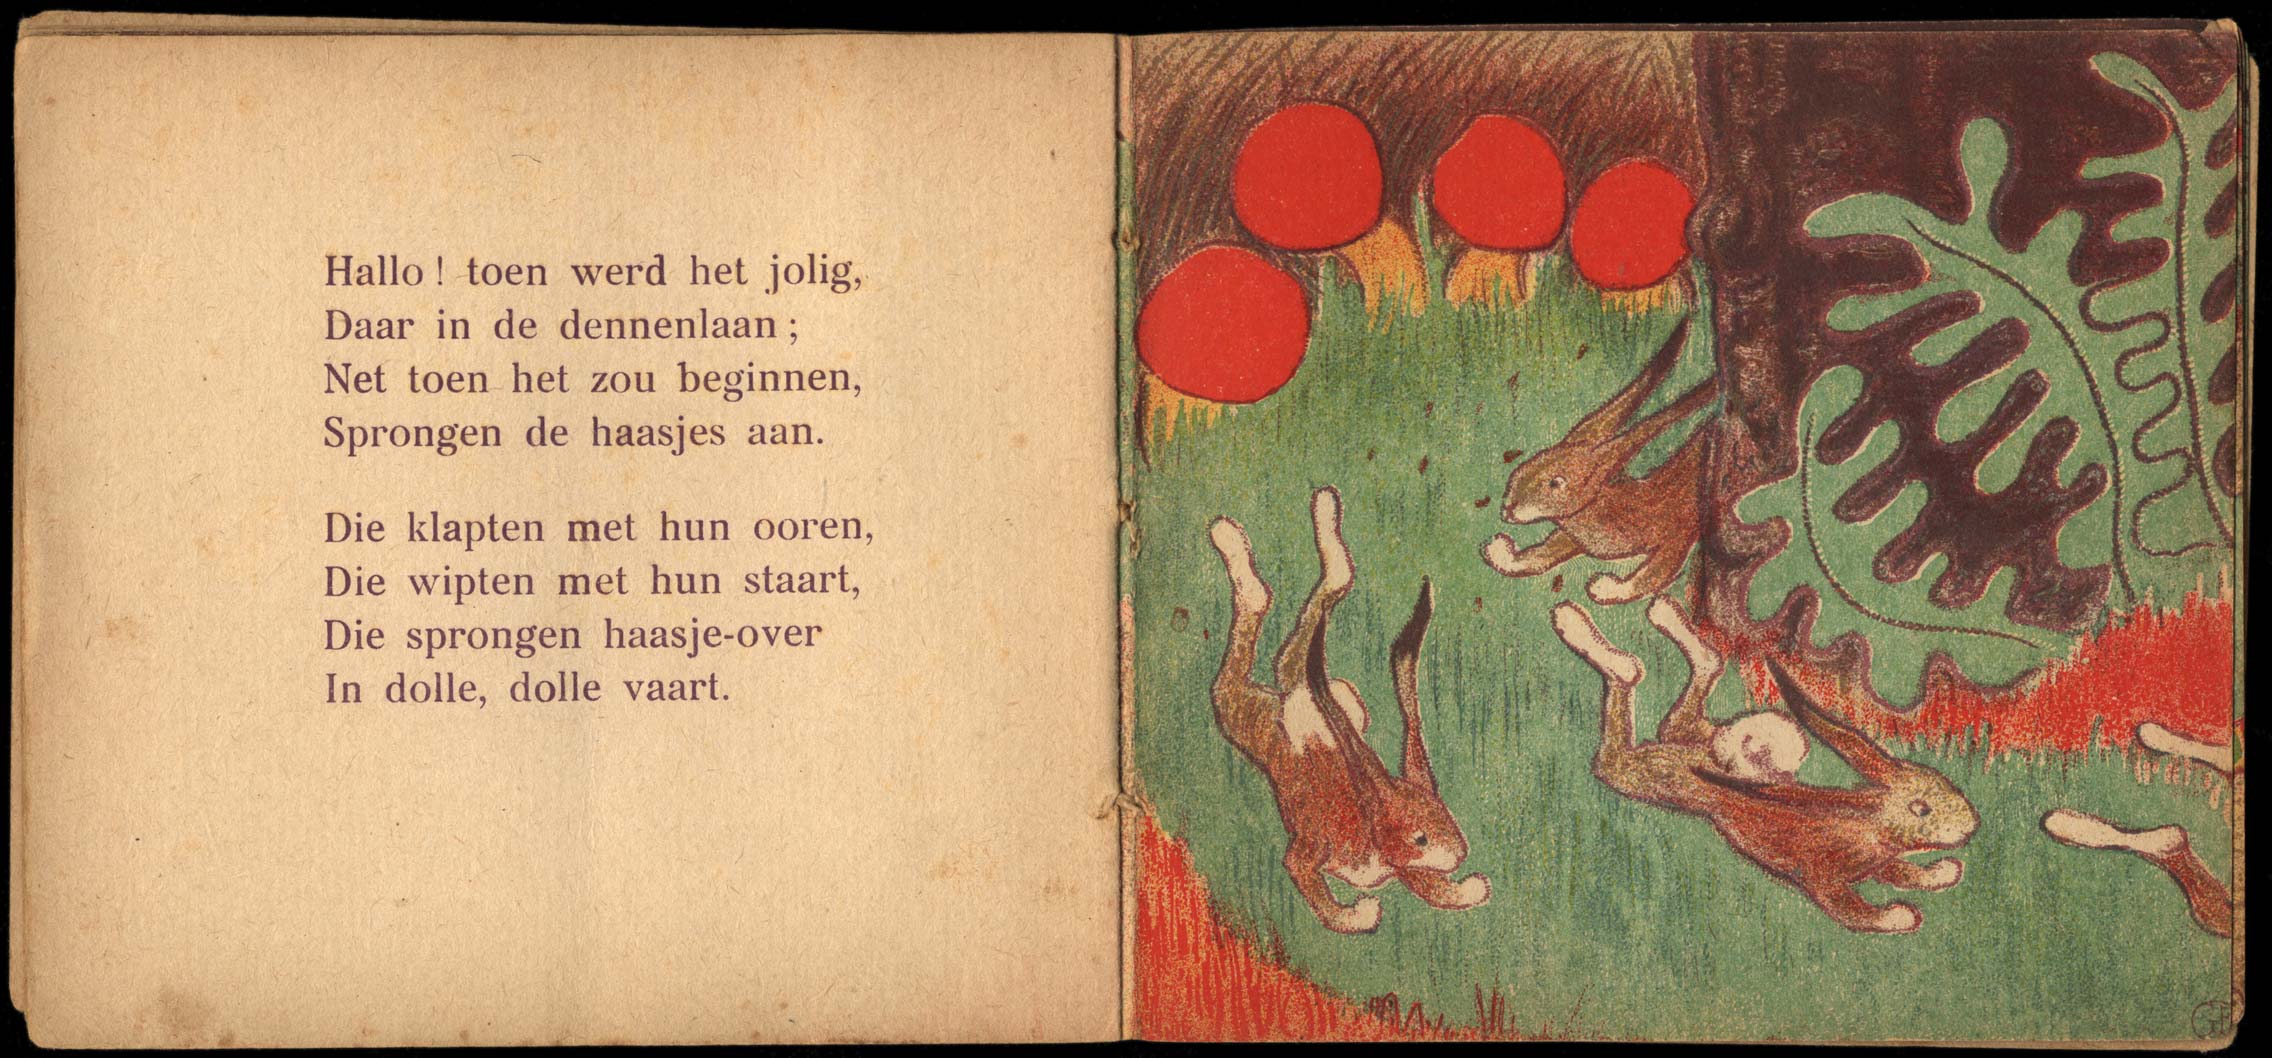 Hallo! toen werd het jolig,
Daar in de dennenlaan;
Net toen het zou beginnen,
Sprongen de haasjes aan.
Die klapten met hun ooren,
Die wipten met hun staart,
Die sprongen haasje-over
In dolle, dolle vaart.